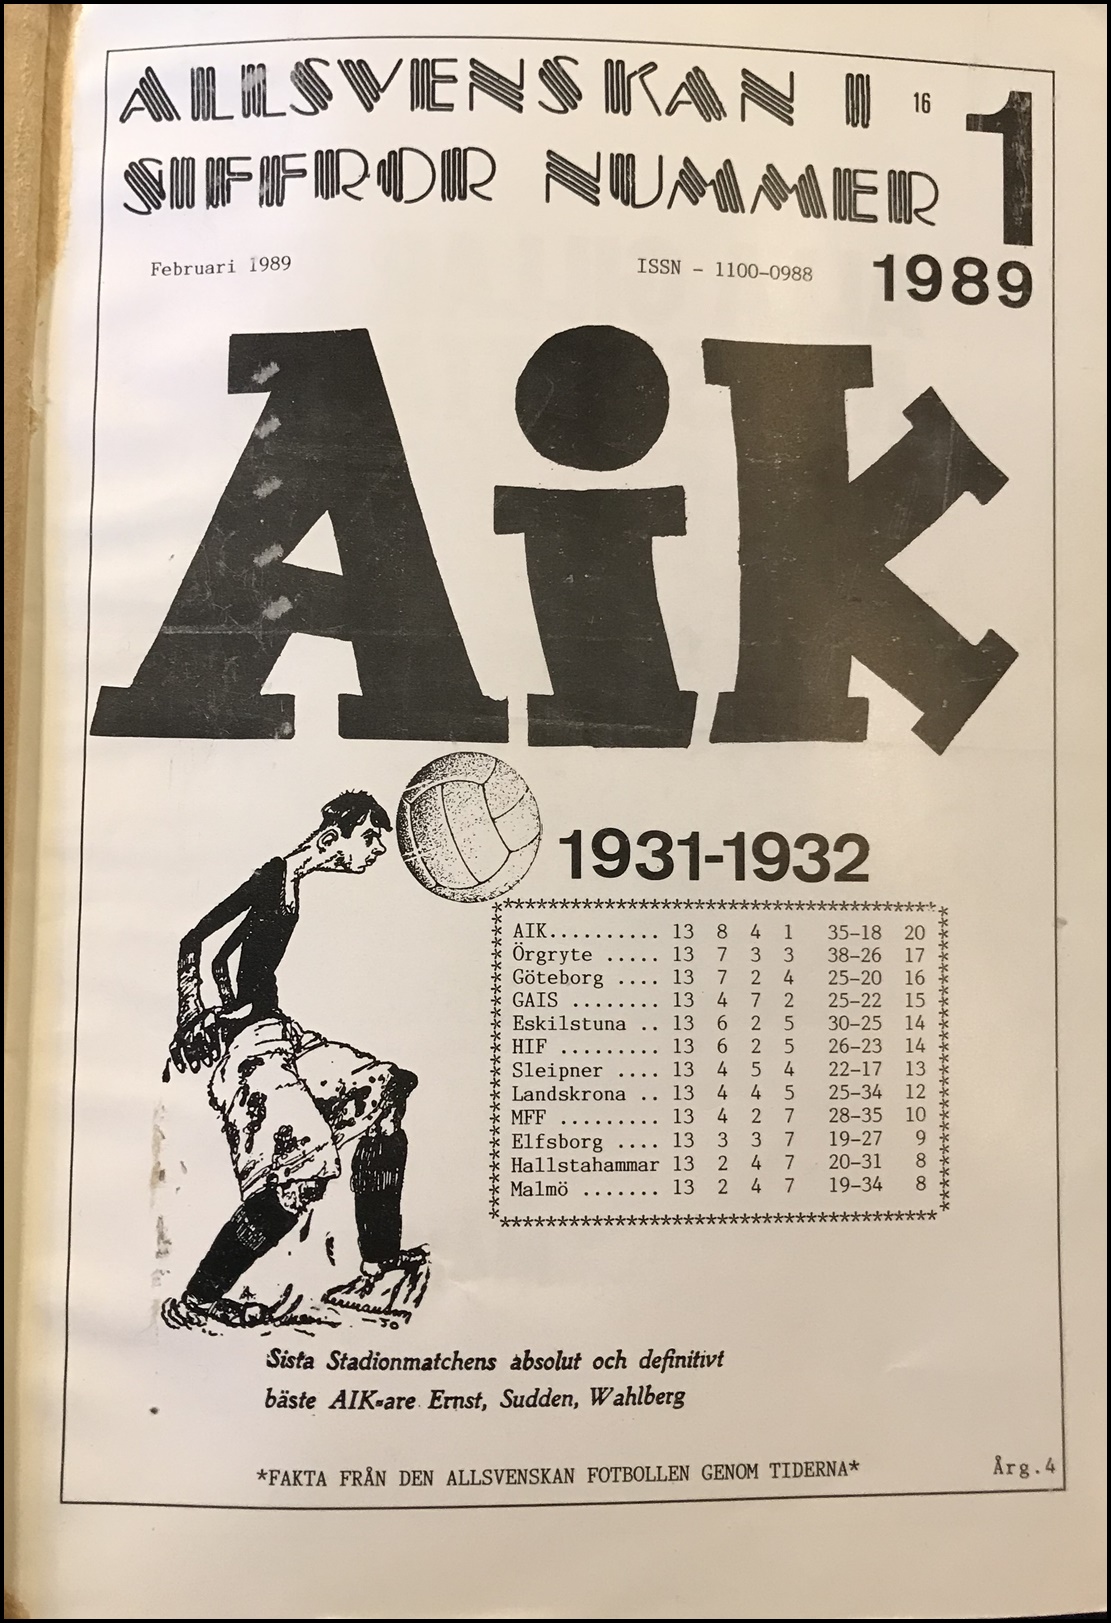 ALLSVENSKAN I 16 1
SIFFROR NUMMER
Februari 1989 ISSN - 1100-0988 1989
AiK
1931-1932
****************************************
AIK.......... 13 8 4 1 35-18 20
Örgryte ..... 13 7 3 3 38-26 17
Göteborg .... 13 7 2 4 25-20 16
GAIS ........ 13 4 7 2 25-22 15
Eskilstuna .. 13 6 2 5 30-25 14
HIF ......... 13 6 2 5 26-23 14
Sleipner .... 13 4 5 4 22-17 13
Landskrona .. 13 4 4 5 25-34 12
MFF ......... 13 4 2 7 28-35 10
Elfsborg .... 13 3 3 7 19-27 9
Hallstahammar 13 2 4 7 20-31 8
Malmö ....... 13 2 4 7 19-34 8
****************************************
Sista Stadionmatchens absolut och definitivt
bäste AIK-are Ernst, Sudden, Wahlberg
*FAKTA FRÅN DEN ALLSVENSKAN FOTBOLLEN GENOM TIDERNA* Årg.4